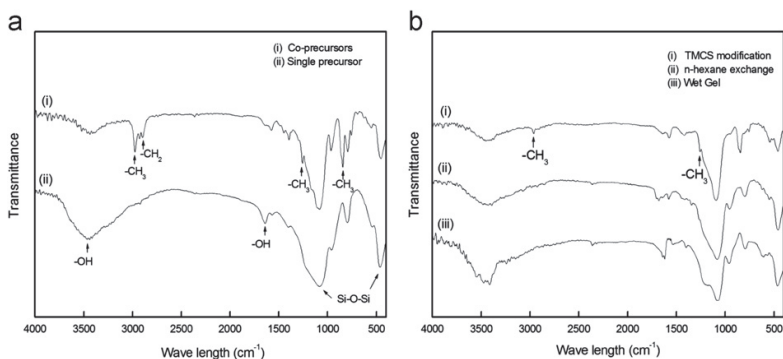 a
(i) Co-precursors
(ii) Single precursor
(i)
-CH2
-CH3
-CH3
-CH3
(ii)
-OH
-OH
Si-O-Si
Transmittance
4000 3500 3000 2500 2000 1500 1000 500
Wave length (cm-1)
b
(i) TMCS modification
(ii) n-hexane exchange
(iii) Wet Gel
(i)
-CH3
-CH3
(ii)
(iii)
Transmittance
4000 3500 3000 2500 2000 1500 1000 500
Wave length (cm-1)